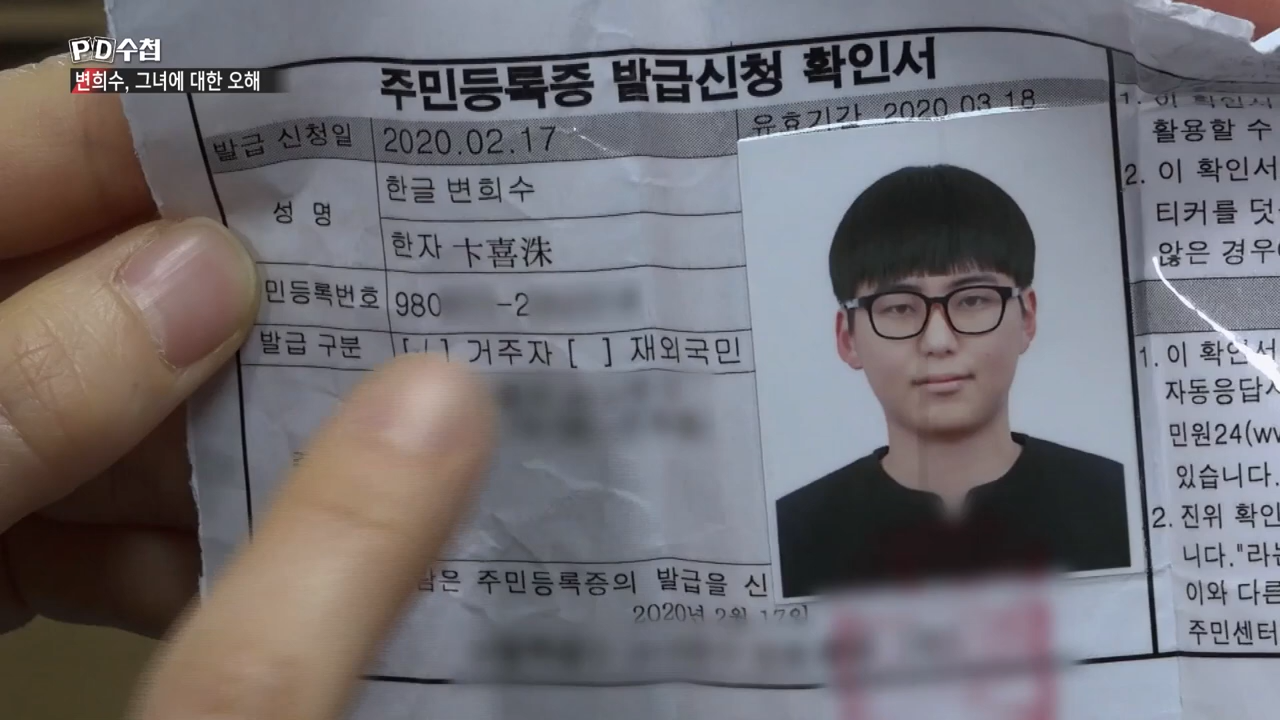 PD수첩
변희수, 그녀에 대한 오해
주민등록증 발급신청 확인서
발급 신청일 2020.02.17 유효기간 2020.03.18
성 명 한글 변희수
한자 卞喜洙
민등록번호 980 -2
발급 구분 [ ] 거주자 [ ] 재외국민
람은 주민등록증의 발급을 신
2020년 2월 17일
1. 이 확인서
활용할 수
2. 이 확인서
티커를 덧
않은 경우
1. 이 확인서
자동응답시
민원24(ww
있습니다.
2. 진위 확인
니다."라는
이와 다른
주민센터